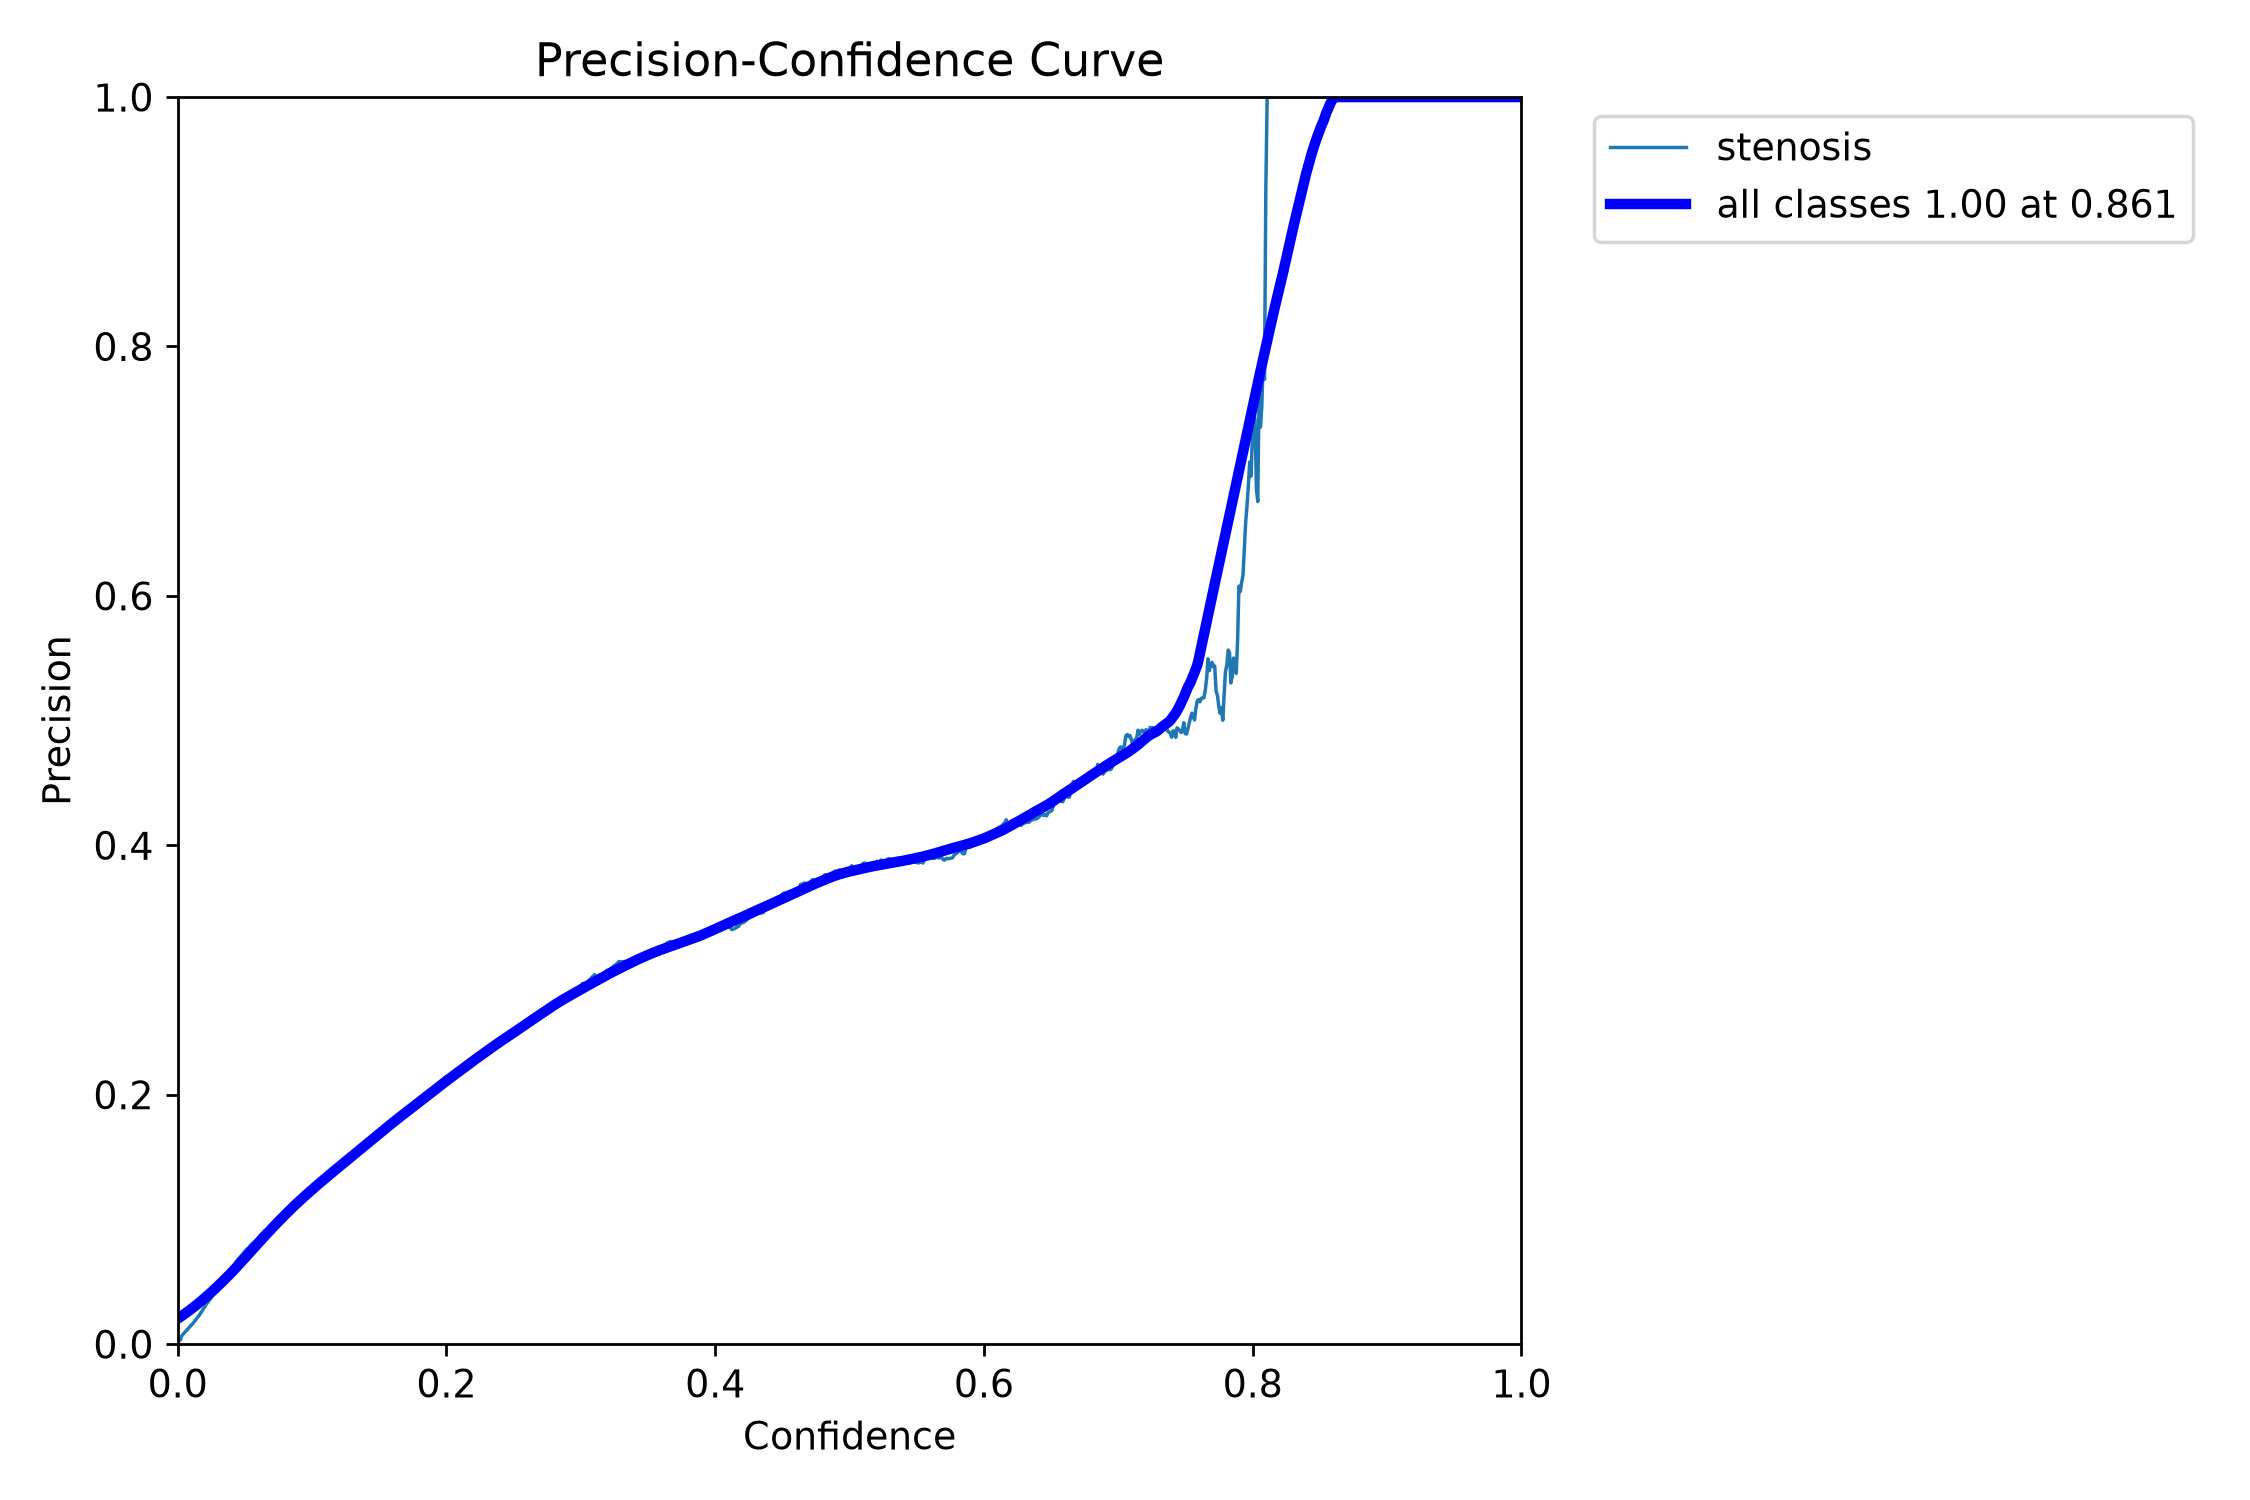 Precision-Confidence Curve
1.0
0.8
0.6
0.4
0.2
0.0
Precision
0.0 0.2 0.4 0.6 0.8 1.0
Confidence
stenosis
all classes 1.00 at 0.861